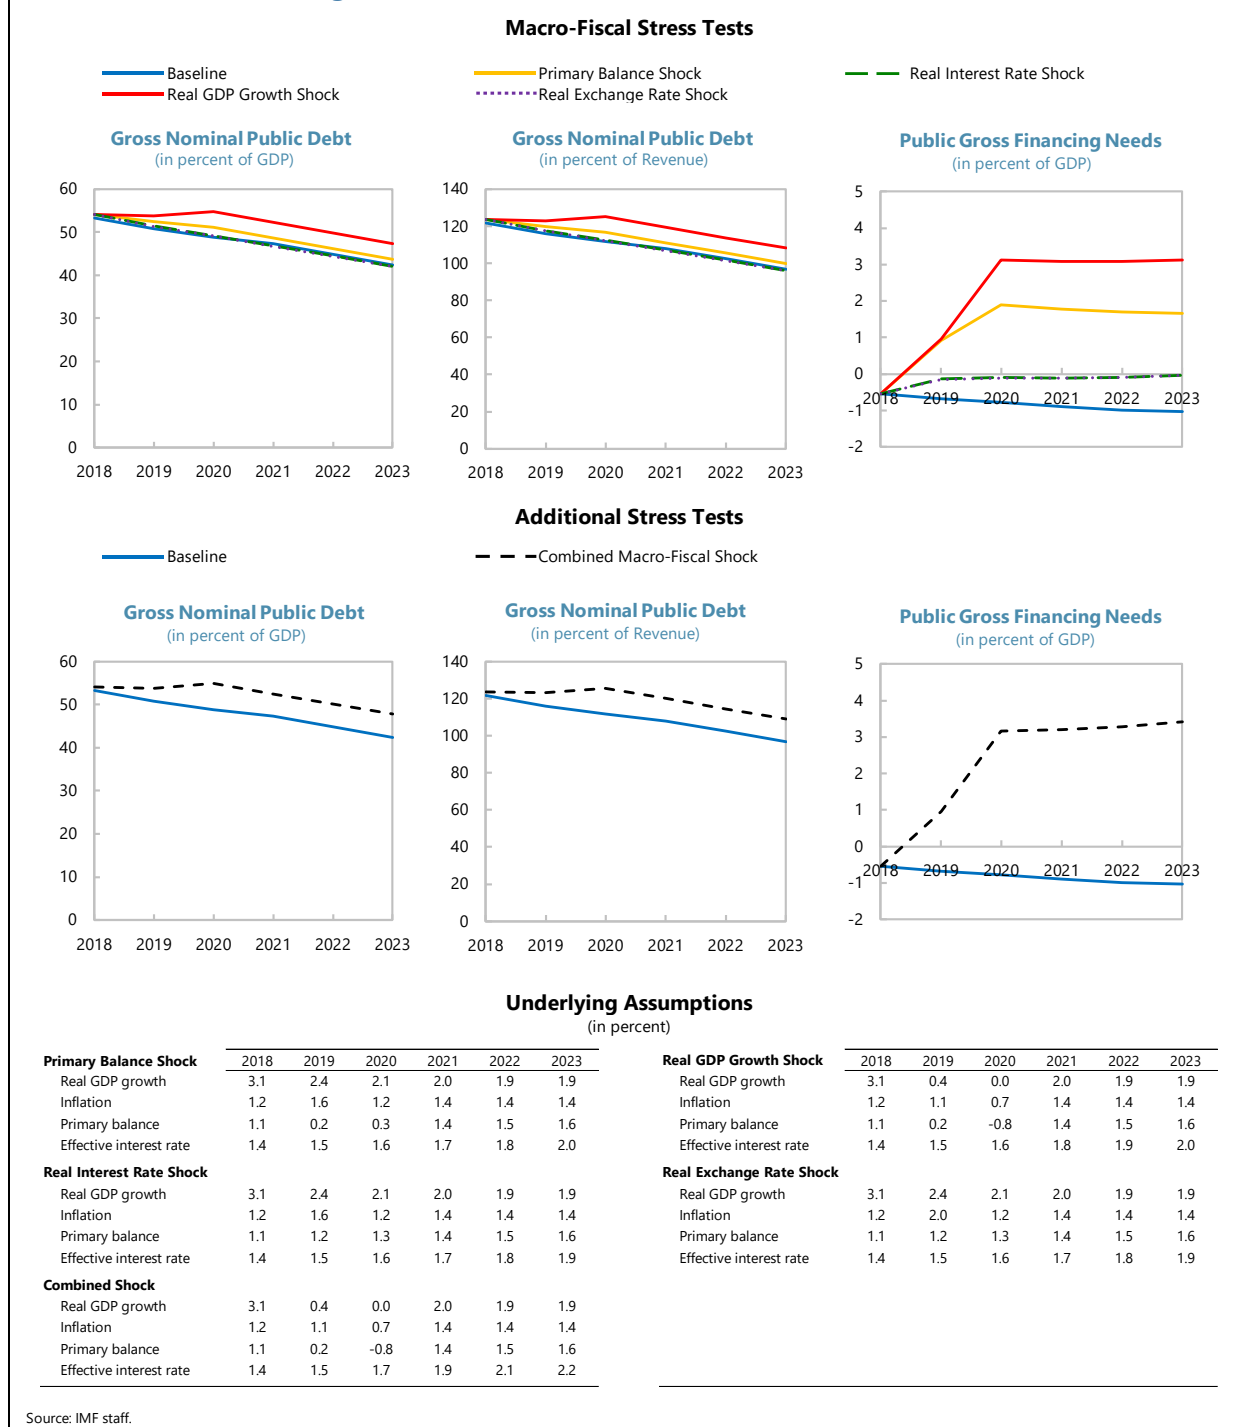 Macro-Fiscal Stress Tests
Baseline Primary Balance Shock Real Interest Rate Shock
Real GDP Growth Shock Real Exchange Rate Shock
Gross Nominal Public Debt
(in percent of GDP)
60
50
40
30
20
10
0
2018 2019 2020 2021 2022 2023
Gross Nominal Public Debt
(in percent of Revenue)
140
120
100
80
60
40
20
0
2018 2019 2020 2021 2022 2023
Public Gross Financing Needs
(in percent of GDP)
5
4
3
2
1
0
2018 2019 2020 2021 2022 2023
-1
-2
Additional Stress Tests
Baseline Combined Macro-Fiscal Shock
Gross Nominal Public Debt
(in percent of GDP)
60
50
40
30
20
10
0
2018 2019 2020 2021 2022 2023
Gross Nominal Public Debt
(in percent of Revenue)
140
120
100
80
60
40
20
0
2018 2019 2020 2021 2022 2023
Public Gross Financing Needs
(in percent of GDP)
5
4
3
2
1
0
2018 2019 2020 2021 2022 2023
-1
-2
Underlying Assumptions
(in percent)
Primary Balance Shock 2018 2019 2020 2021 2022 2023
Real GDP growth 3.1 2.4 2.1 2.0 1.9 1.9
Inflation 1.2 1.6 1.2 1.4 1.4 1.4
Primary balance 1.1 0.2 0.3 1.4 1.5 1.6
Effective interest rate 1.4 1.5 1.6 1.7 1.8 2.0
Real Interest Rate Shock
Real GDP growth 3.1 2.4 2.1 2.0 1.9 1.9
Inflation 1.2 1.6 1.2 1.4 1.4 1.4
Primary balance 1.1 1.2 1.3 1.4 1.5 1.6
Effective interest rate 1.4 1.5 1.6 1.7 1.8 1.9
Combined Shock
Real GDP growth 3.1 0.4 0.0 2.0 1.9 1.9
Inflation 1.2 1.1 0.7 1.4 1.4 1.4
Primary balance 1.1 0.2 -0.8 1.4 1.5 1.6
Effective interest rate 1.4 1.5 1.7 1.9 2.1 2.2
Real GDP Growth Shock 2018 2019 2020 2021 2022 2023
Real GDP growth 3.1 0.4 0.0 2.0 1.9 1.9
Inflation 1.2 1.1 0.7 1.4 1.4 1.4
Primary balance 1.1 0.2 -0.8 1.4 1.5 1.6
Effective interest rate 1.4 1.5 1.6 1.8 1.9 2.0
Real Exchange Rate Shock
Real GDP growth 3.1 2.4 2.1 2.0 1.9 1.9
Inflation 1.2 2.0 1.2 1.4 1.4 1.4
Primary balance 1.1 1.2 1.3 1.4 1.5 1.6
Effective interest rate 1.4 1.5 1.6 1.7 1.8 1.9
Source: IMF staff.